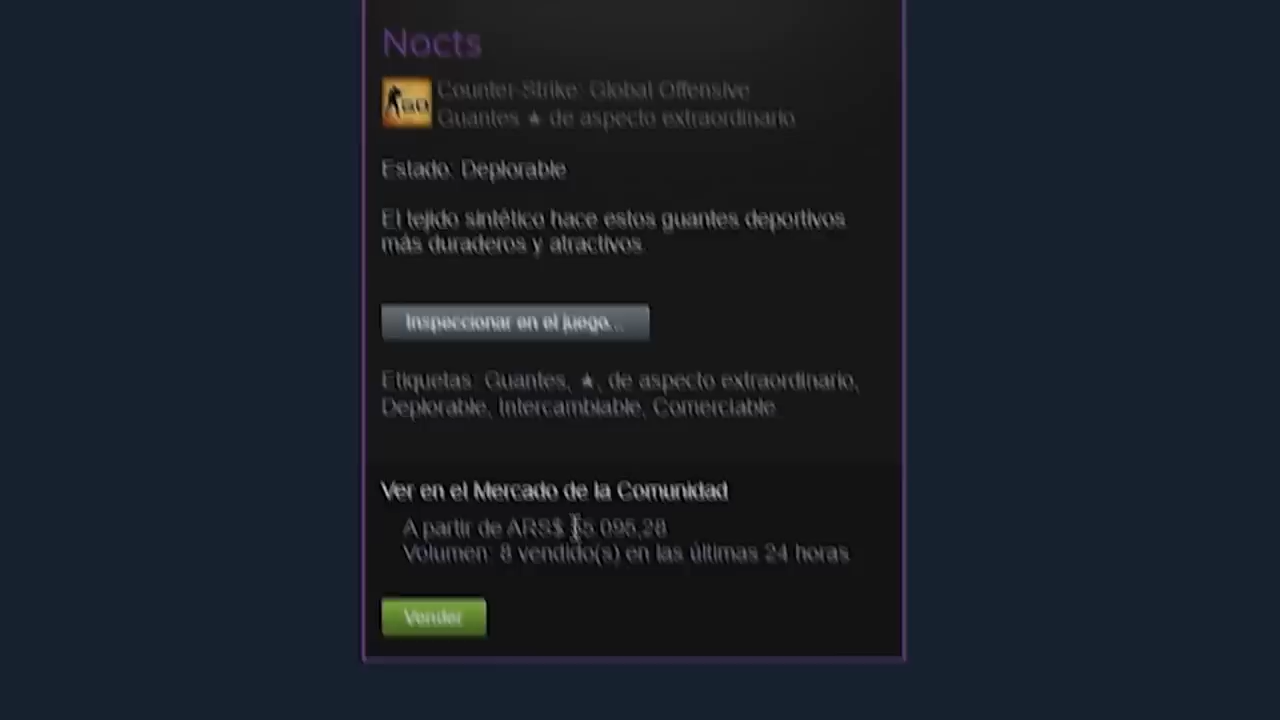 Nocts
GO
Counter-Strike: Global Offensive
Guantes ★ de aspecto extraordinario
Estado: Deplorable
El tejido sintético hace estos guantes deportivos
más duraderos y atractivos.
Inspeccionar en el juego...
Etiquetas: Guantes, ★, de aspecto extraordinario,
Deplorable, Intercambiable, Comerciable
Ver en el Mercado de la Comunidad
A partir de ARS$
Volumen: 8 vendido(s) en las últimas 24 horas
Vender